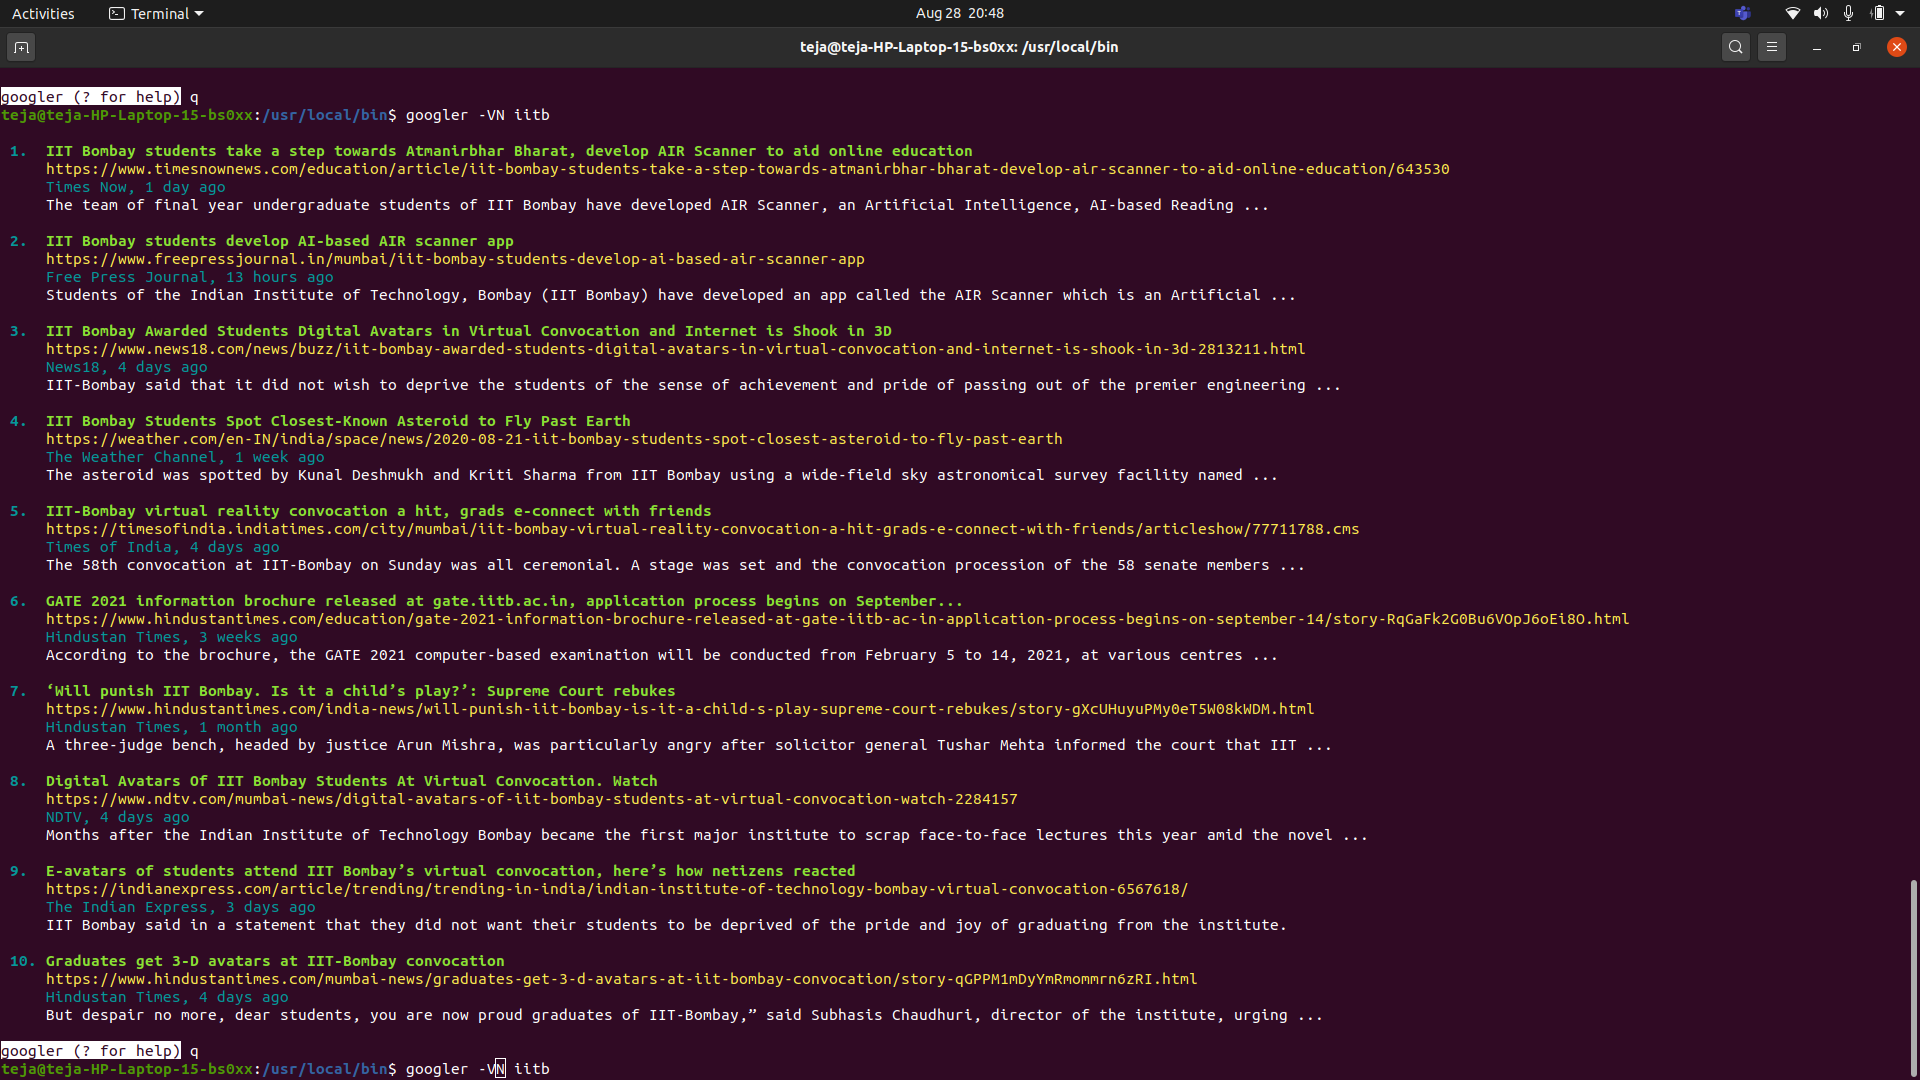 Activities Terminal Aug 28 20:48
teja@teja-HP-Laptop-15-bs0xx: /usr/local/bin
googler (? for help) q
teja@teja-HP-Laptop-15-bs0xx:/usr/local/bin$ googler -VN iitb
1. IIT Bombay students take a step towards Atmanirbhar Bharat, develop AIR Scanner to aid online education
https://www.timesnownews.com/education/article/iit-bombay-students-take-a-step-towards-atmanirbhar-bharat-develop-air-scanner-to-aid-online-education/643530
Times Now, 1 day ago
The team of final year undergraduate students of IIT Bombay have developed AIR Scanner, an Artificial Intelligence, AI-based Reading ...
2. IIT Bombay students develop AI-based AIR scanner app
https://www.freepressjournal.in/mumbai/iit-bombay-students-develop-ai-based-air-scanner-app
Free Press Journal, 13 hours ago
Students of the Indian Institute of Technology, Bombay (IIT Bombay) have developed an app called the AIR Scanner which is an Artificial ...
3. IIT Bombay Awarded Students Digital Avatars in Virtual Convocation and Internet is Shook in 3D
https://www.news18.com/news/buzz/iit-bombay-awarded-students-digital-avatars-in-virtual-convocation-and-internet-is-shook-in-3d-2813211.html
News18, 4 days ago
IIT-Bombay said that it did not wish to deprive the students of the sense of achievement and pride of passing out of the premier engineering ...
4. IIT Bombay Students Spot Closest-Known Asteroid to Fly Past Earth
https://weather.com/en-IN/india/space/news/2020-08-21-iit-bombay-students-spot-closest-asteroid-to-fly-past-earth
The Weather Channel, 1 week ago
The asteroid was spotted by Kunal Deshmukh and Kriti Sharma from IIT Bombay using a wide-field sky astronomical survey facility named ...
5. IIT-Bombay virtual reality convocation a hit, grads e-connect with friends
https://timesofindia.indiatimes.com/city/mumbai/iit-bombay-virtual-reality-convocation-a-hit-grads-e-connect-with-friends/articleshow/77711788.cms
Times of India, 4 days ago
The 58th convocation at IIT-Bombay on Sunday was all ceremonial. A stage was set and the convocation procession of the 58 senate members ...
6. GATE 2021 information brochure released at gate.iitb.ac.in, application process begins on September...
https://www.hindustantimes.com/education/gate-2021-information-brochure-released-at-gate-iitb-ac-in-application-process-begins-on-september-14/story-RqGaFk2G0Bu6VOpJ6oEi8O.html
Hindustan Times, 3 weeks ago
According to the brochure, the GATE 2021 computer-based examination will be conducted from February 5 to 14, 2021, at various centres ...
7. ‘Will punish IIT Bombay. Is it a child’s play?’: Supreme Court rebukes
https://www.hindustantimes.com/india-news/will-punish-iit-bombay-is-it-a-child-s-play-supreme-court-rebukes/story-gXcUHuyuPMy0eT5W08kWDM.html
Hindustan Times, 1 month ago
A three-judge bench, headed by justice Arun Mishra, was particularly angry after solicitor general Tushar Mehta informed the court that IIT ...
8. Digital Avatars Of IIT Bombay Students At Virtual Convocation. Watch
https://www.ndtv.com/mumbai-news/digital-avatars-of-iit-bombay-students-at-virtual-convocation-watch-2284157
NDTV, 4 days ago
Months after the Indian Institute of Technology Bombay became the first major institute to scrap face-to-face lectures this year amid the novel ...
9. E-avatars of students attend IIT Bombay’s virtual convocation, here’s how netizens reacted
https://indianexpress.com/article/trending/trending-in-india/indian-institute-of-technology-bombay-virtual-convocation-6567618/
The Indian Express, 3 days ago
IIT Bombay said in a statement that they did not want their students to be deprived of the pride and joy of graduating from the institute.
10. Graduates get 3-D avatars at IIT-Bombay convocation
https://www.hindustantimes.com/mumbai-news/graduates-get-3-d-avatars-at-iit-bombay-convocation/story-qGPPM1mDyYmRmommrn6zRI.html
Hindustan Times, 4 days ago
But despair no more, dear students, you are now proud graduates of IIT-Bombay,” said Subhasis Chaudhuri, director of the institute, urging ...
googler (? for help) q
teja@teja-HP-Laptop-15-bs0xx:/usr/local/bin$ googler -VN iitb